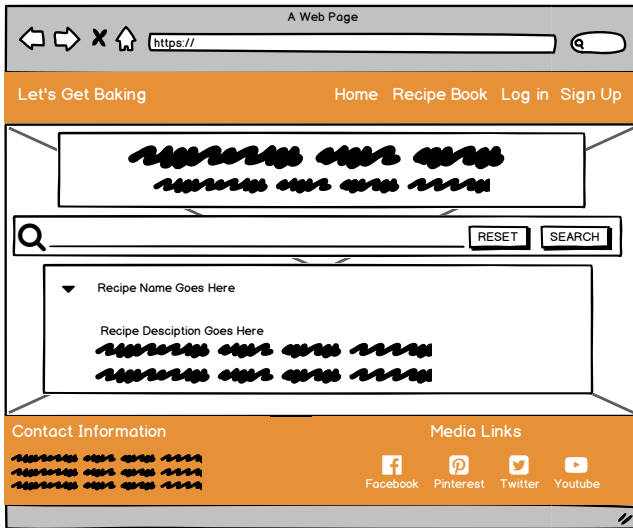 A Web Page
https://
Let's Get Baking
Home Recipe Book Log in Sign Up
RESET SEARCH
Recipe Name Goes Here
Recipe Desciption Goes Here
Contact Information
Media Links
Facebook Pinterest Twitter Youtube